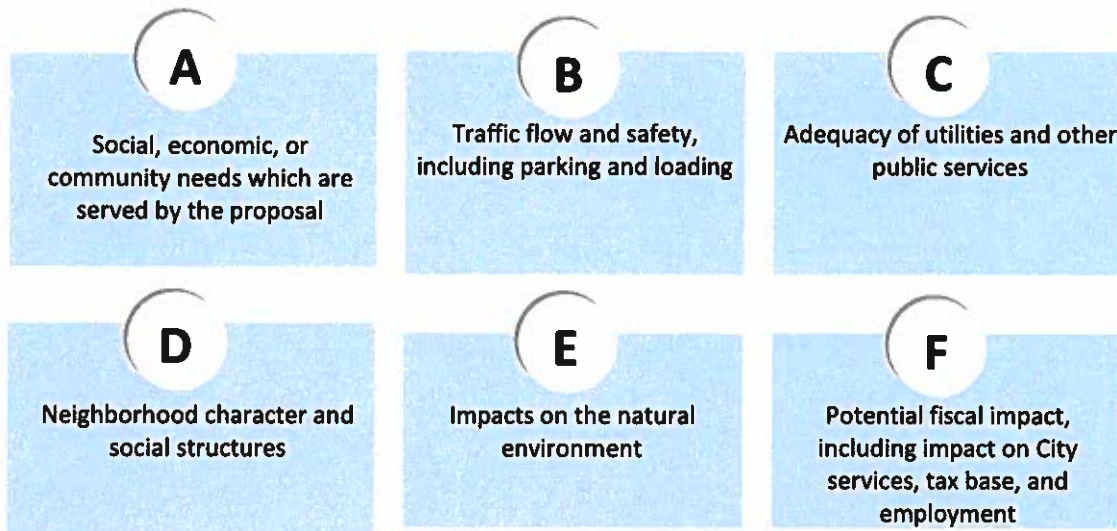 A
Social, economic, or
community needs which are
served by the proposal
B
Traffic flow and safety,
including parking and loading
C
Adequacy of utilities and other
public services
D
Neighborhood character and
social structures
E
Impacts on the natural
environment
F
Potential fiscal impact,
including impact on City
services, tax base, and
employment